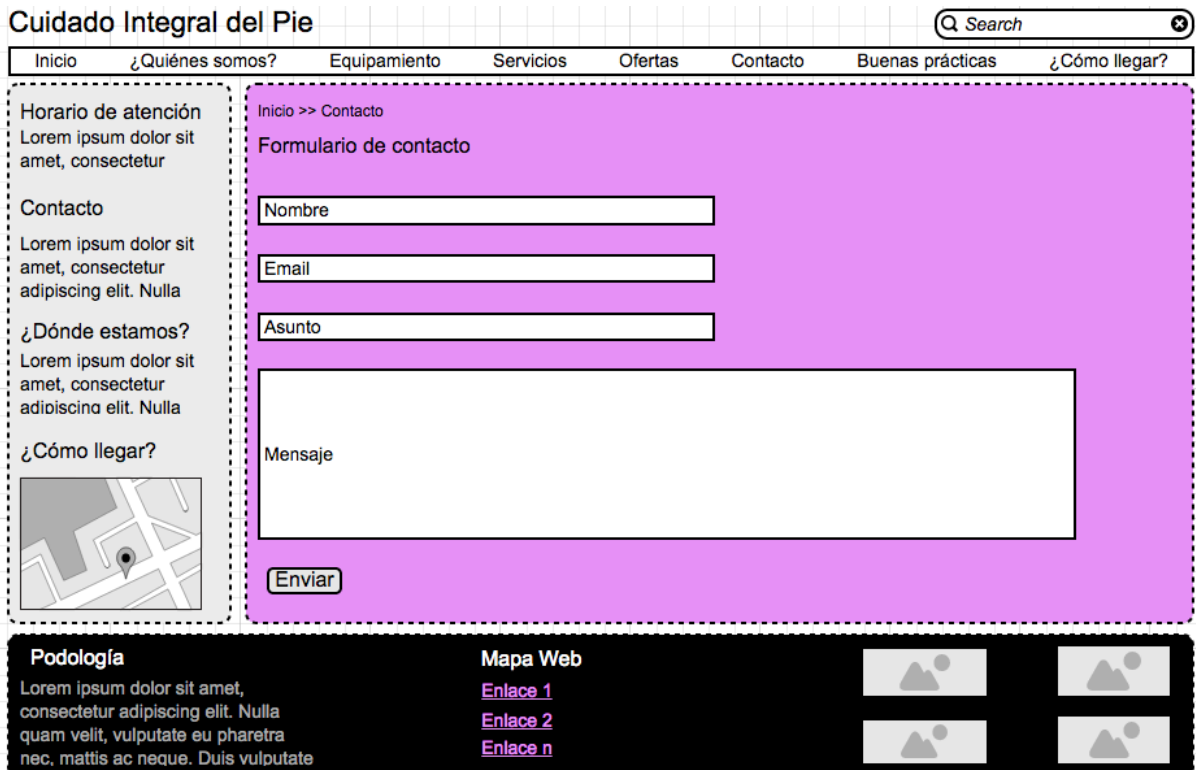 Cuidado Integral del Pie
Search
Inicio ¿Quiénes somos? Equipamiento Servicios Ofertas Contacto Buenas prácticas ¿Cómo llegar?
Horario de atención
Lorem ipsum dolor sit
amet, consectetur
Contacto
Lorem ipsum dolor sit
amet, consectetur
adipiscing elit. Nulla
¿Dónde estamos?
Lorem ipsum dolor sit
amet, consectetur
adipiscing elit. Nulla
¿Cómo llegar?
Inicio >> Contacto
Formulario de contacto
Nombre
Email
Asunto
Mensaje
Enviar
Podología
Lorem ipsum dolor sit amet,
consectetur adipiscing elit. Nulla
quam velit, vulputate eu pharetra
nec, mattis ac neque. Duis vulputate
Mapa Web
Enlace 1
Enlace 2
Enlace n